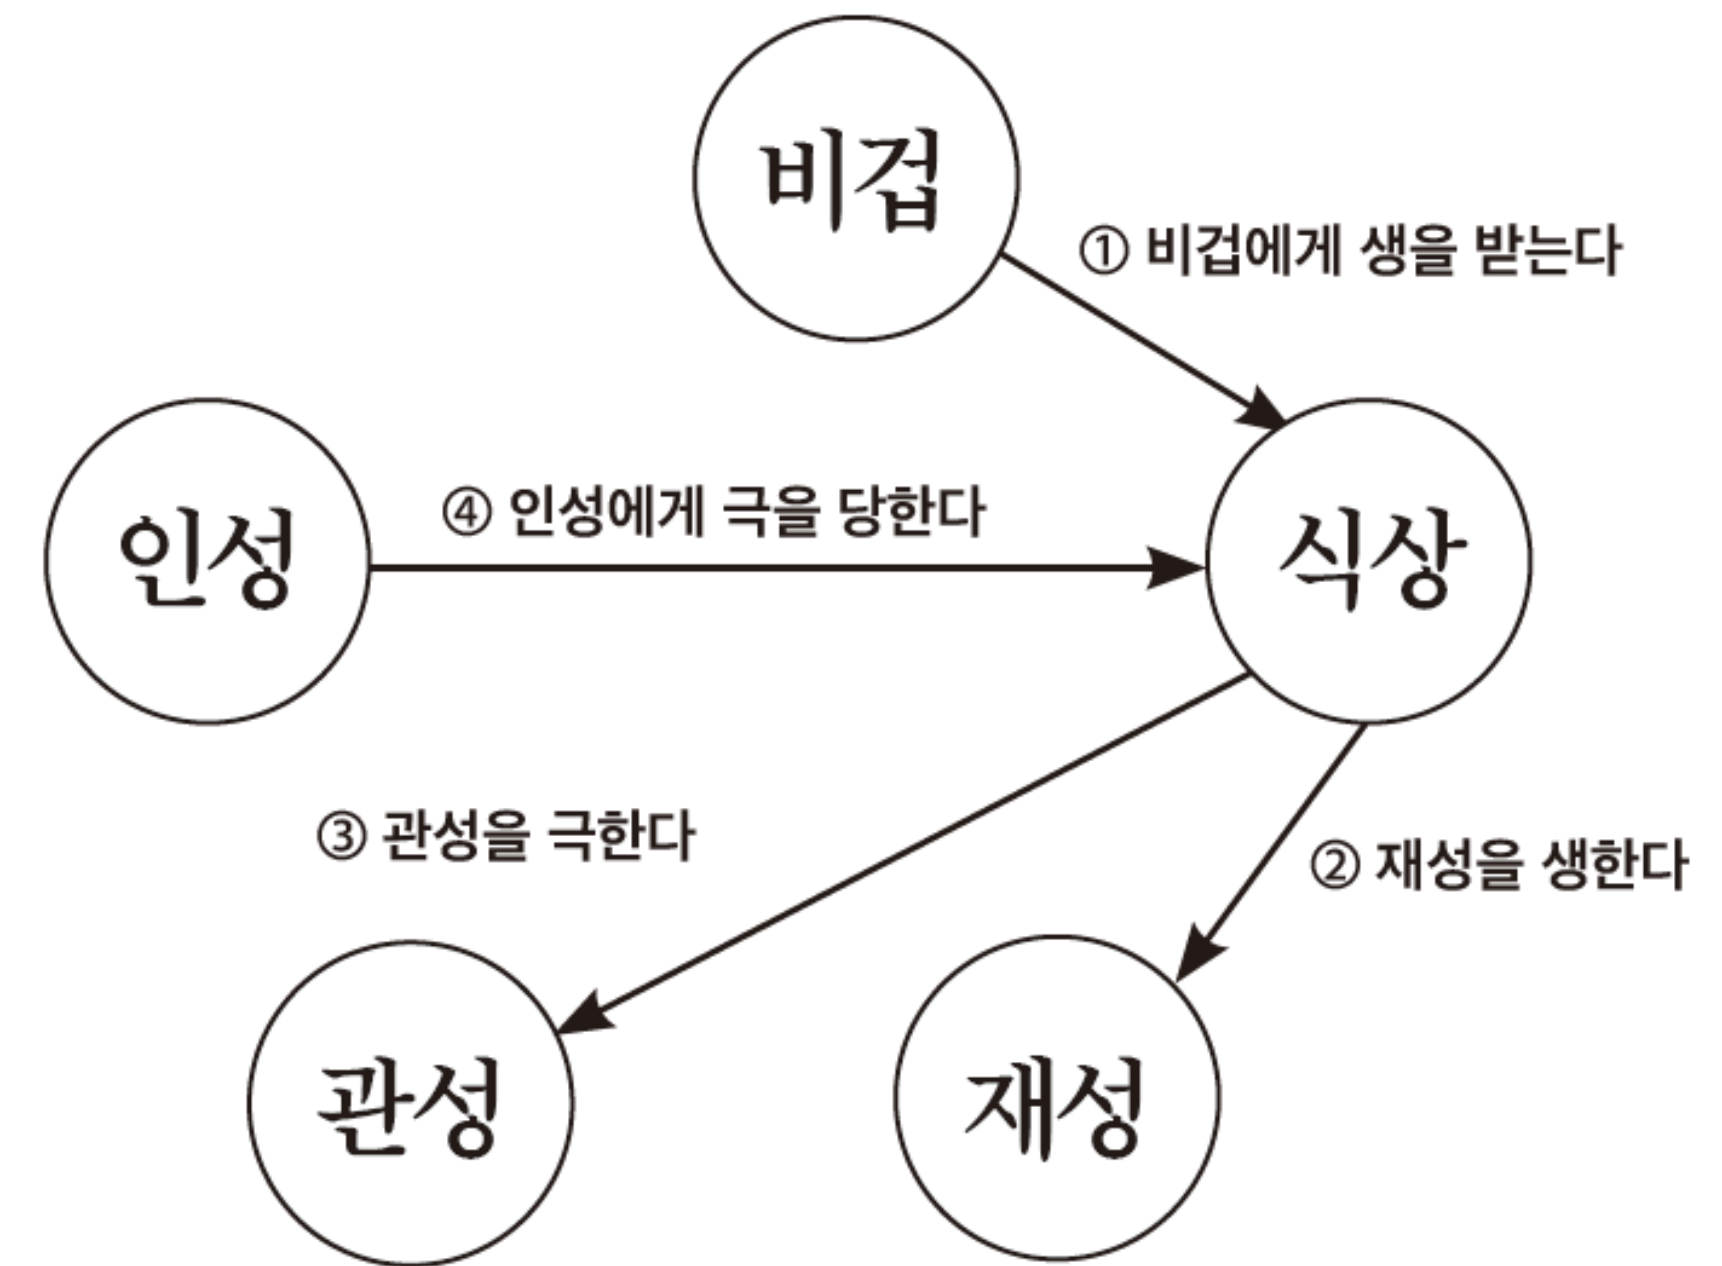 비겁
① 비겁에게 생을 받는다
인성
④ 인성에게 극을 당한다
식상
③ 관성을 극한다
② 재성을 생한다
관성
재성